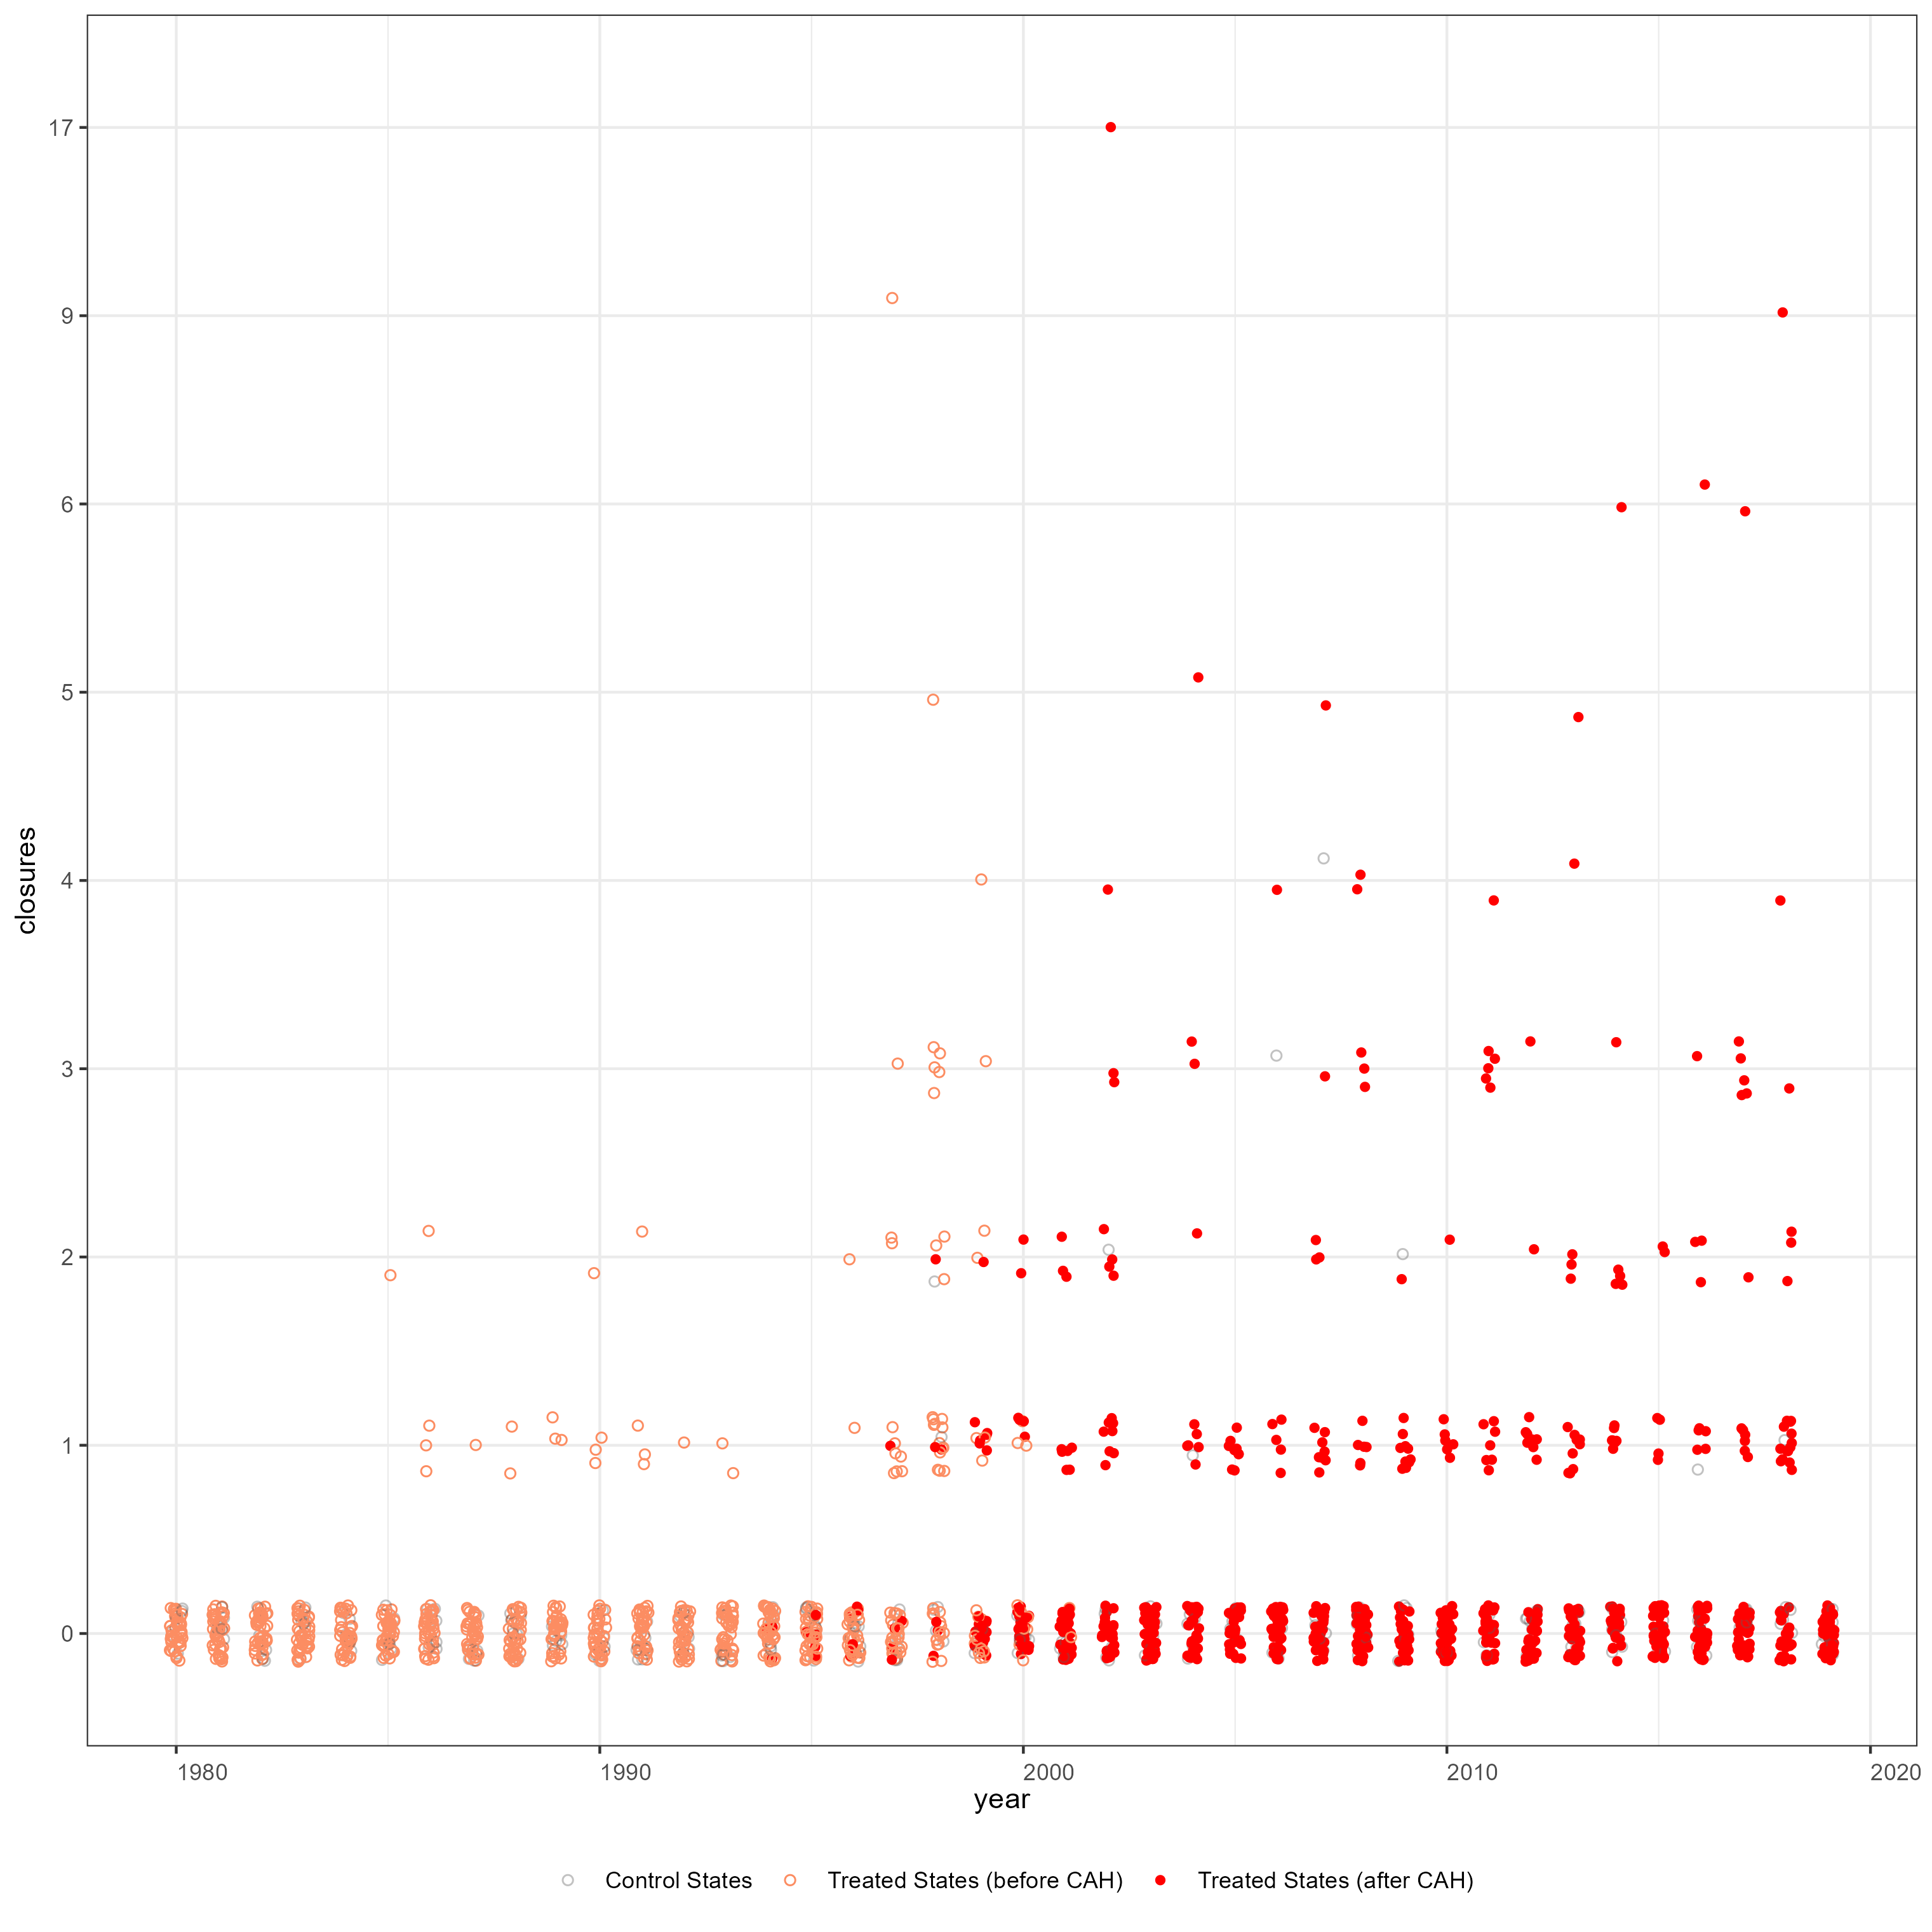 17
9
6
5
4
3
2
1
0
closures
1980 1990 2000 2010 2020
year
Control States Treated States (before CAH) Treated States (after CAH)